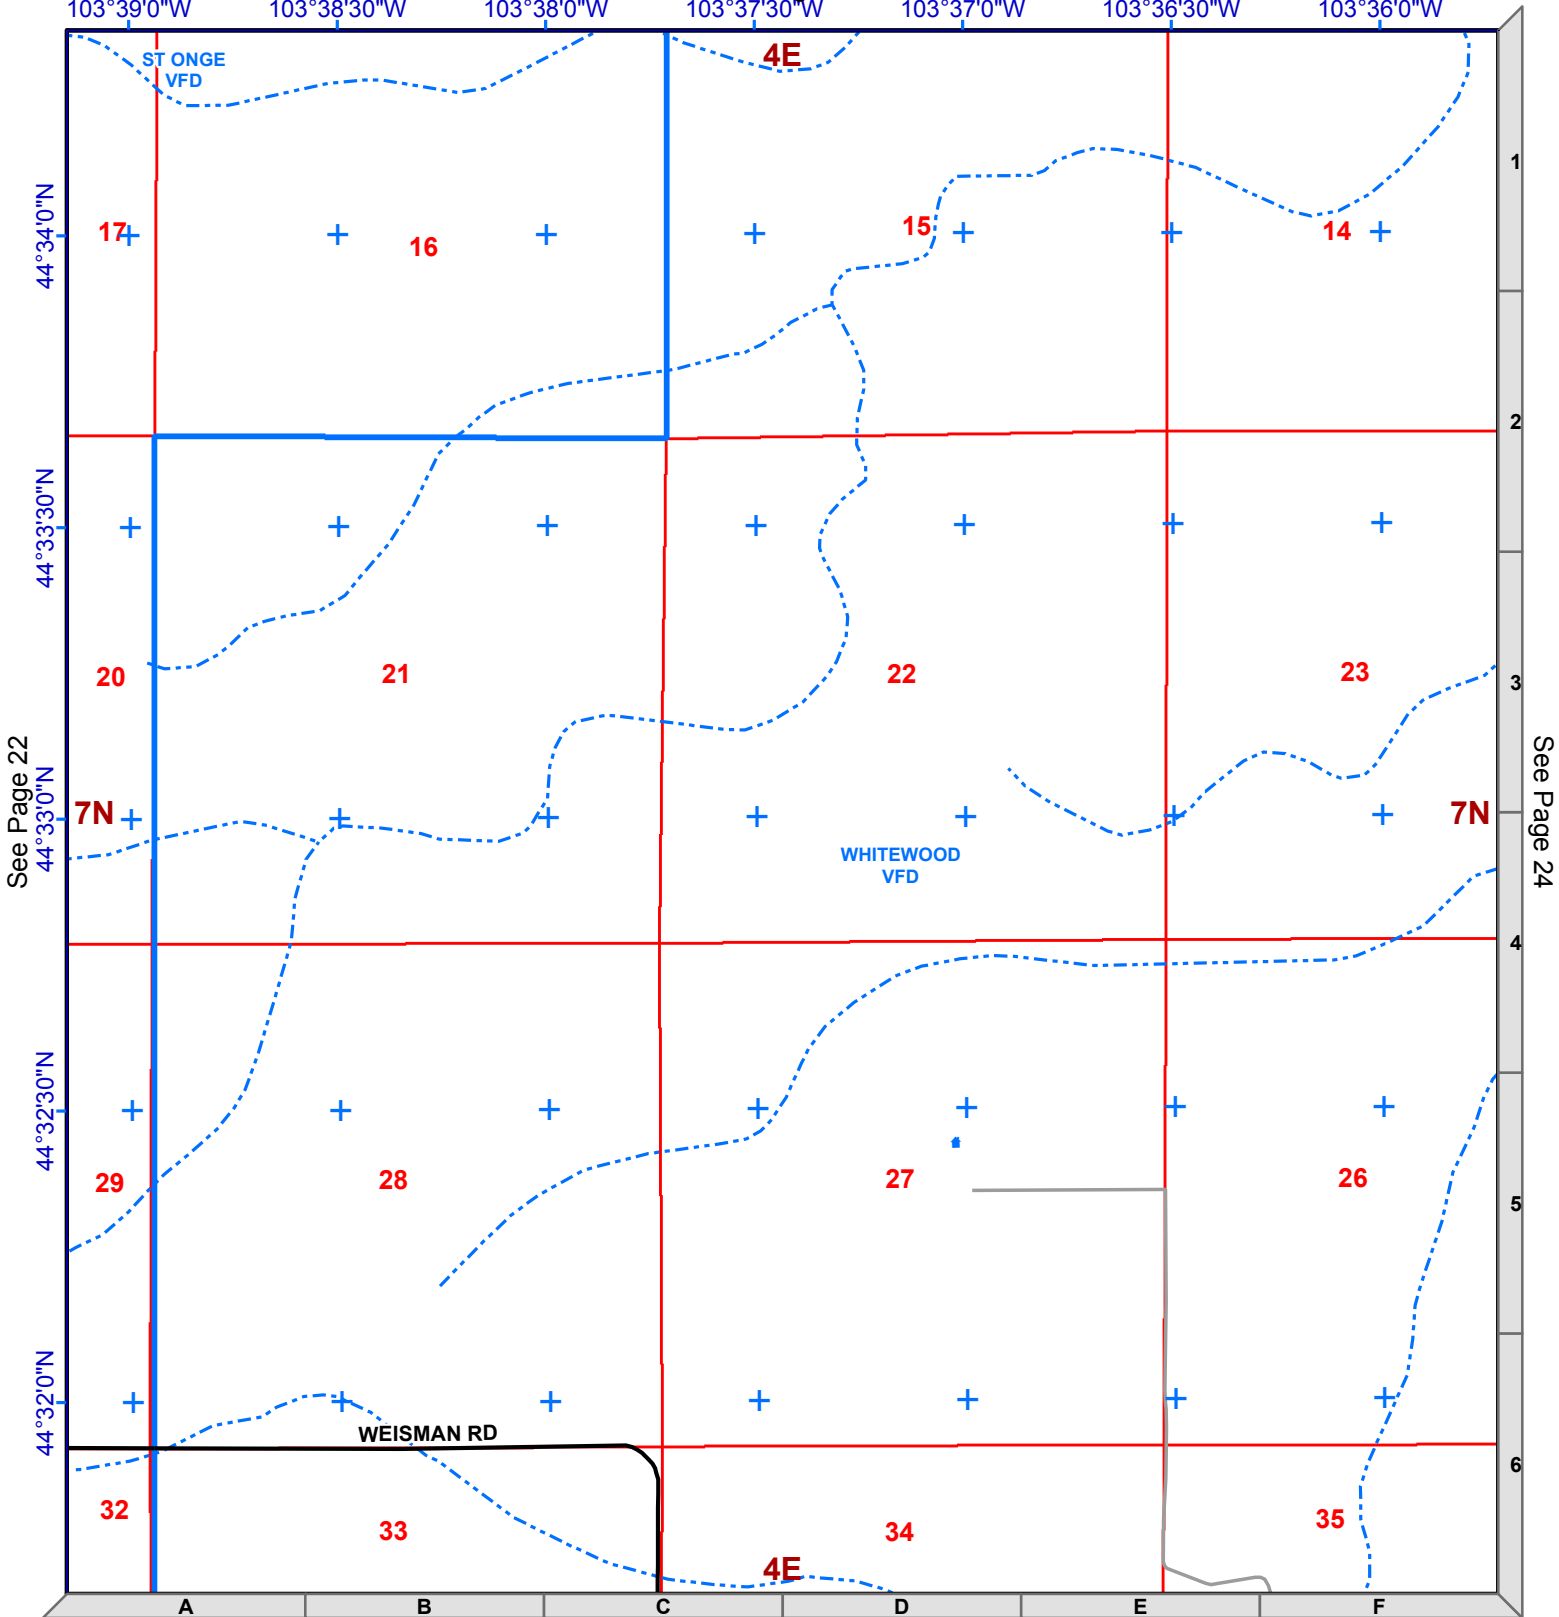 103°39'0"W
103°38'30"W
103°38'0"W
103°37'30"W
103°37'0"W
103°36'30"W
103°36'0"W
4E
ST ONGE
VFD
1
44°34'0"N
17
16
15
14
2
44°33'30"N
20
21
22
23
3
See Page 22
See Page 24
44°33'0"N
7N
7N
WHITEWOOD
VFD
4
44°32'30"N
29
28
27
26
5
44°32'0"N
WEISMAN RD
6
32
33
34
35
4E
A
B
C
D
E
F